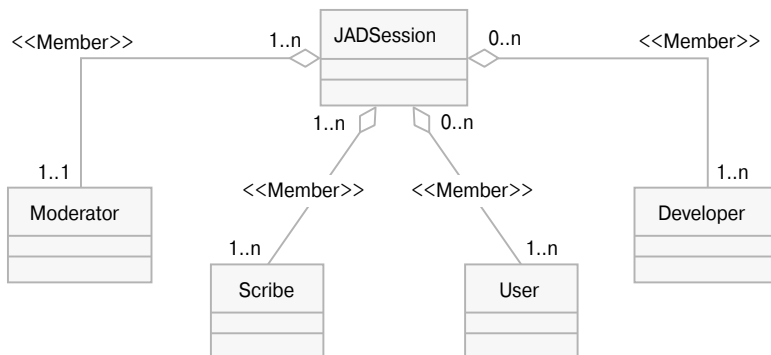 <<Member>>
1..n
JADSession
0..n
<<Member>>
1..n
0..n
1..1
Moderator
<<Member>>
<<Member>>
1..n
Developer
1..n
Scribe
1..n
User